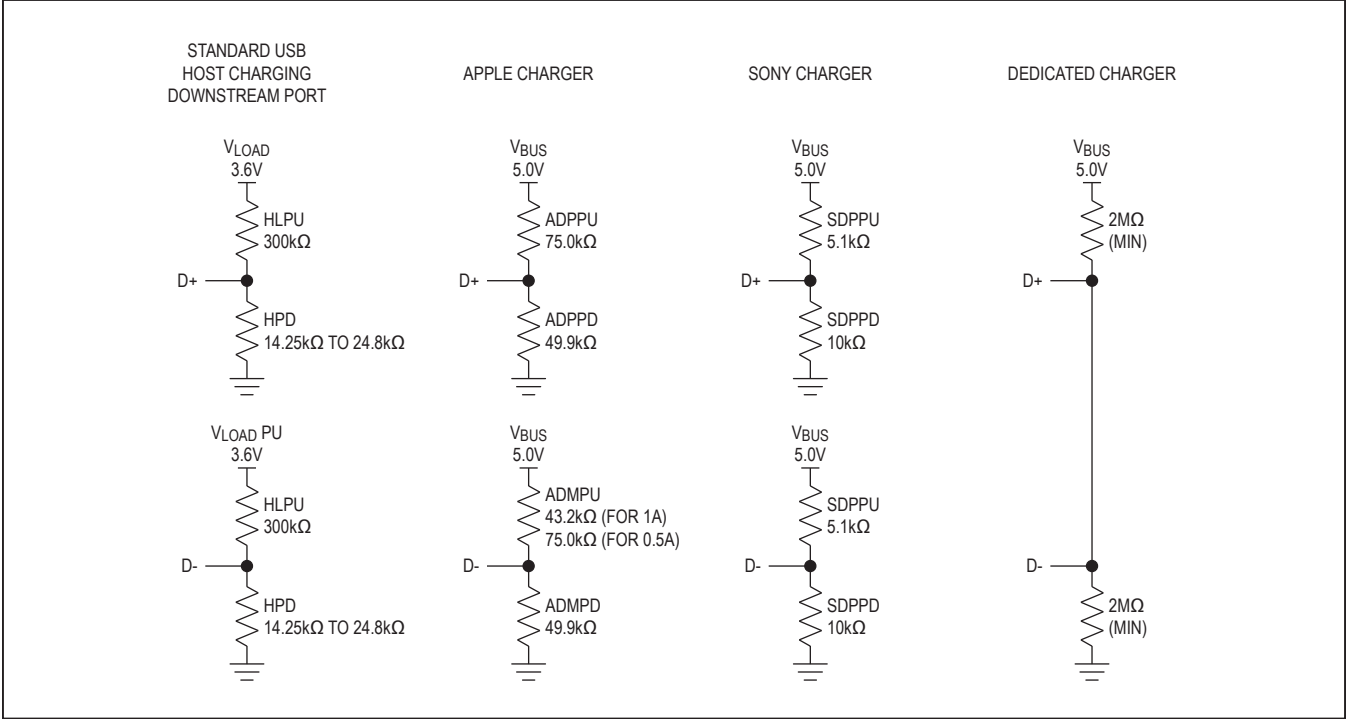 STANDARD USB
HOST CHARGING
DOWNSTREAM PORT
APPLE CHARGER
SONY CHARGER
DEDICATED CHARGER
VLOAD
3.6V
HLPU
300kΩ
D+
HPD
14.25kΩ TO 24.8kΩ
VLOAD PU
3.6V
HLPU
300kΩ
D-
HPD
14.25kΩ TO 24.8kΩ
VBUS
5.0V
ADPPU
75.0kΩ
D+
ADPPD
49.9kΩ
VBUS
5.0V
ADMPU
43.2kΩ (FOR 1A)
75.0kΩ (FOR 0.5A)
D-
ADMPD
49.9kΩ
VBUS
5.0V
SDPPU
5.1kΩ
D+
SDPPD
10kΩ
VBUS
5.0V
SDPPU
5.1kΩ
D-
SDPPD
10kΩ
VBUS
5.0V
2MΩ
(MIN)
D+
D-
2MΩ
(MIN)